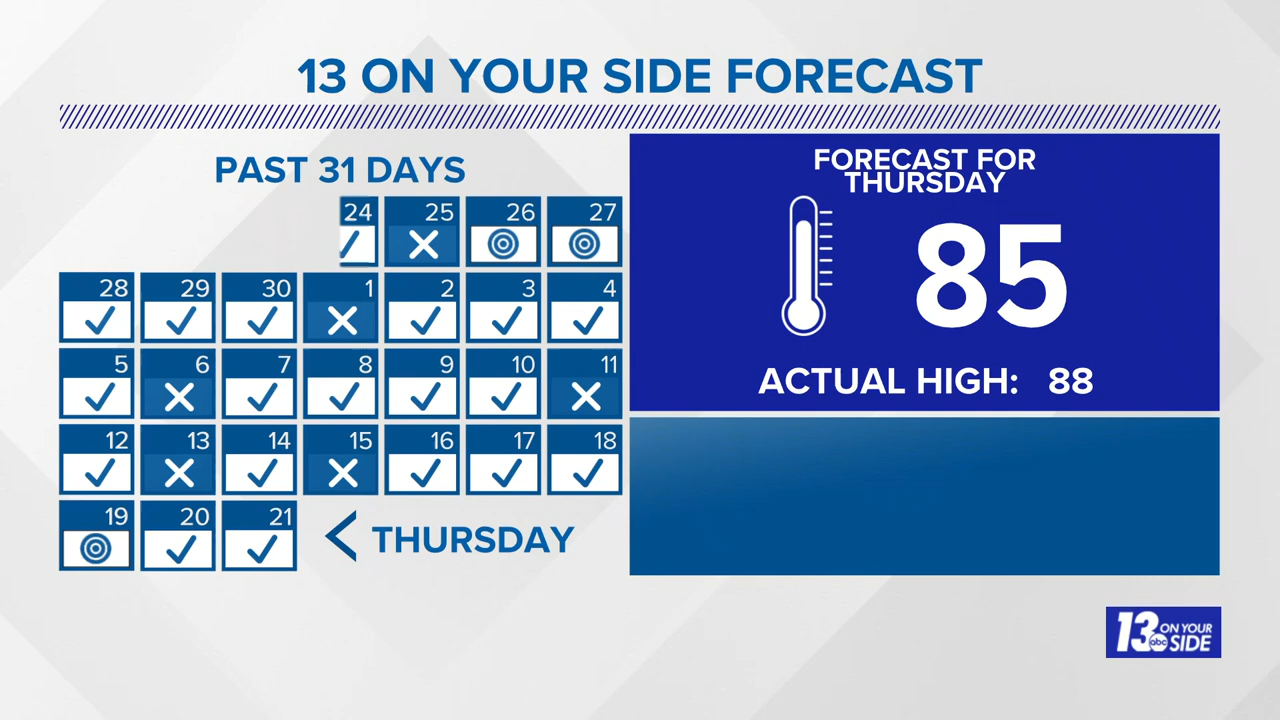 13 ON YOUR SIDE FORECAST
PAST 31 DAYS
24 25 26 27
28 29 30 1 2 3 4
5 6 7 8 9 10 11
12 13 14 15 16 17 18
19 20 21
< THURSDAY
FORECAST FOR
THURSDAY
85
ACTUAL HIGH: 88
13 ON YOUR
abc SIDE